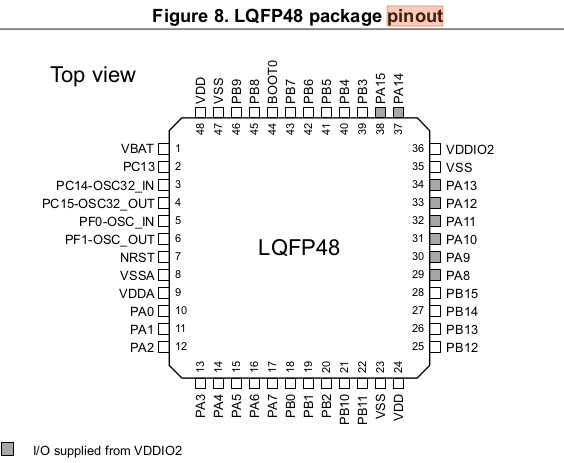 Figure 8. LQFP48 package pinout
Top view
VDD
VSS
PB9
PB8
BOOT0
PB7
PB6
PB5
PB4
PB3
PA15
PA14
48
47
46
45
44
43
42
41
40
39
38
37
VBAT 1
PC13 2
PC14-OSC32_IN 3
PC15-OSC32_OUT 4
PF0-OSC_IN 5
PF1-OSC_OUT 6
NRST 7
VSSA 8
VDDA 9
PA0 10
PA1 11
PA2 12
LQFP48
36 VDDIO2
35 VSS
34 PA13
33 PA12
32 PA11
31 PA10
30 PA9
29 PA8
28 PB15
27 PB14
26 PB13
25 PB12
13
14
15
16
17
18
19
20
21
22
23
24
PA3
PA4
PA5
PA6
PA7
PB0
PB1
PB2
PB10
PB11
VSS
VDD
I/O supplied from VDDIO2